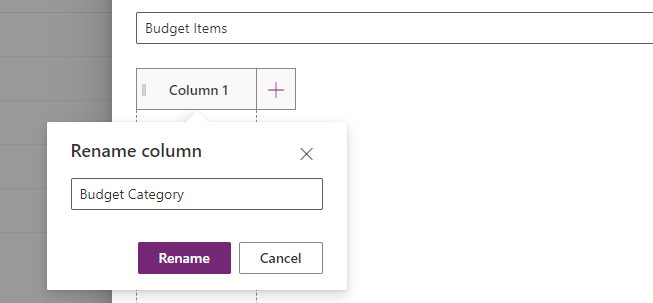 Budget Items
Column 1
Rename column
Budget Category
Rename
Cancel